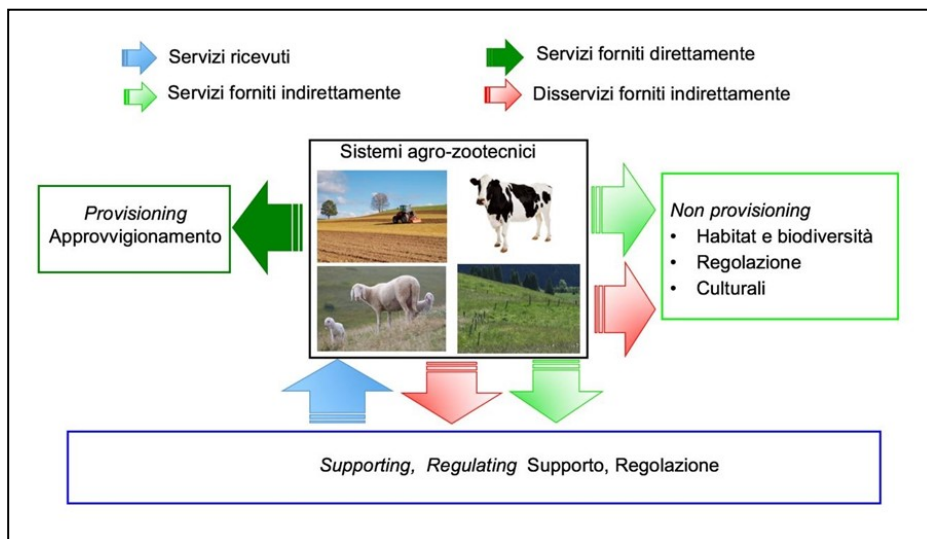 Servizi ricevuti
Servizi forniti direttamente
Servizi forniti indirettamente
Disservizi forniti indirettamente
Sistemi agro-zootecnici
Provisioning
Approvvigionamento
Non provisioning
• Habitat e biodiversità
• Regolazione
• Culturali
Supporting, Regulating Supporto, Regolazione